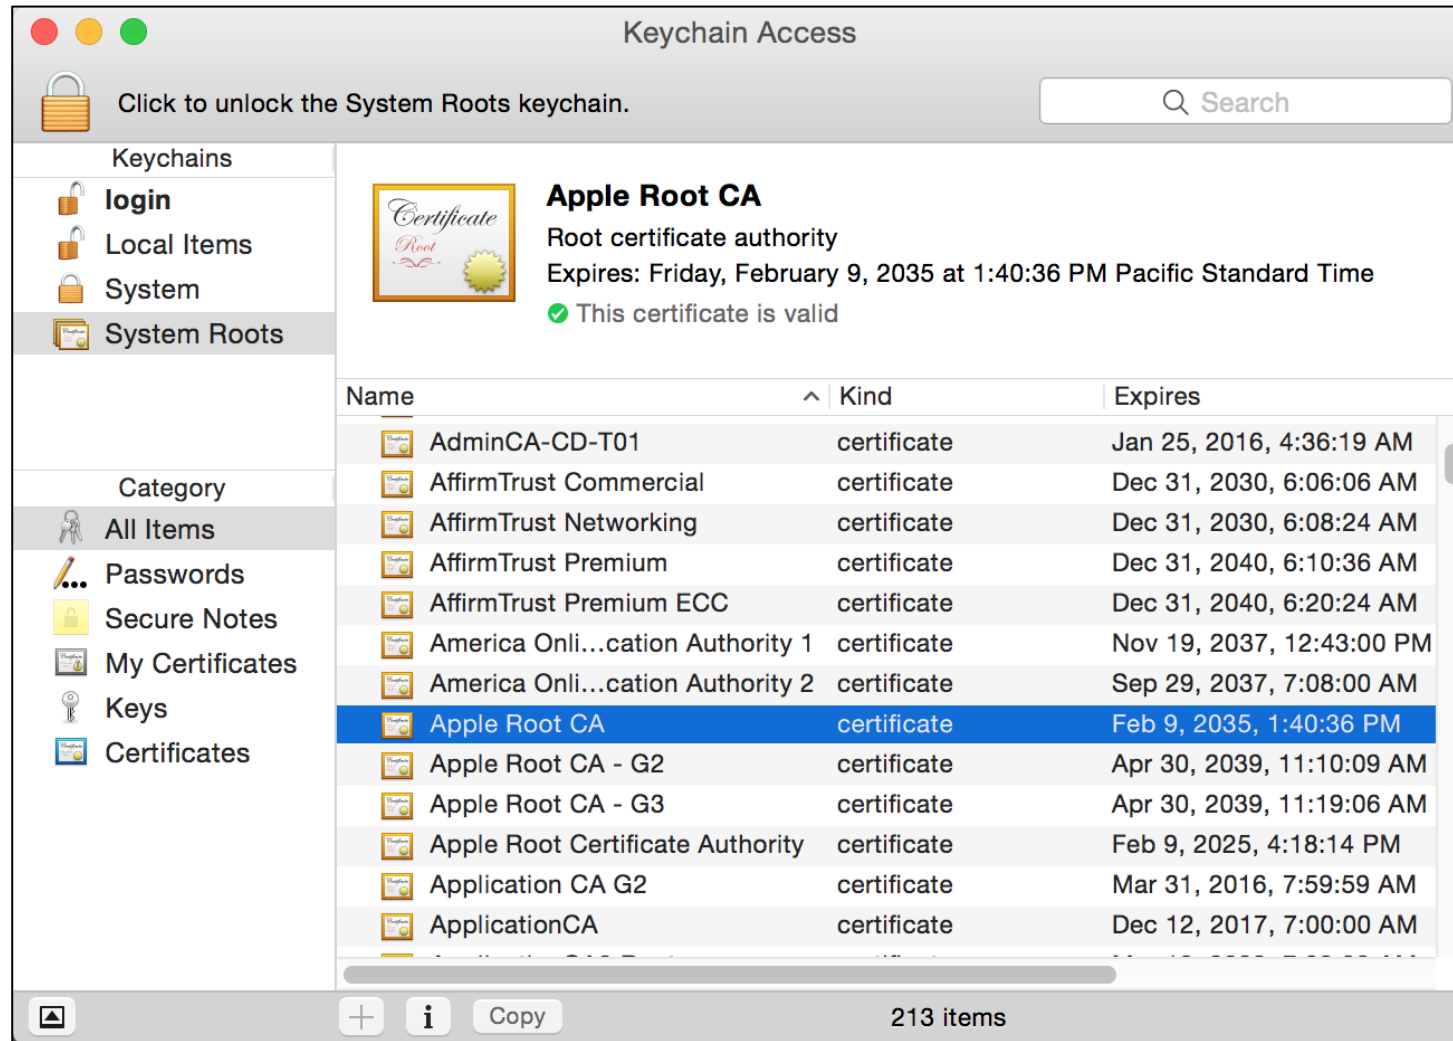 Keychain Access
Click to unlock the System Roots keychain.
Search
Keychains
login
Local Items
System
System Roots
Category
All Items
Passwords
Secure Notes
My Certificates
Keys
Certificates
Certificate
Root
Apple Root CA
Root certificate authority
Expires: Friday, February 9, 2035 at 1:40:36 PM Pacific Standard Time
This certificate is valid
Name Kind Expires
AdminCA-CD-T01 certificate Jan 25, 2016, 4:36:19 AM
AffirmTrust Commercial certificate Dec 31, 2030, 6:06:06 AM
AffirmTrust Networking certificate Dec 31, 2030, 6:08:24 AM
AffirmTrust Premium certificate Dec 31, 2040, 6:10:36 AM
AffirmTrust Premium ECC certificate Dec 31, 2040, 6:20:24 AM
America Onli...cation Authority 1 certificate Nov 19, 2037, 12:43:00 PM
America Onli...cation Authority 2 certificate Sep 29, 2037, 7:08:00 AM
Apple Root CA certificate Feb 9, 2035, 1:40:36 PM
Apple Root CA - G2 certificate Apr 30, 2039, 11:10:09 AM
Apple Root CA - G3 certificate Apr 30, 2039, 11:19:06 AM
Apple Root Certificate Authority certificate Feb 9, 2025, 4:18:14 PM
Application CA G2 certificate Mar 31, 2016, 7:59:59 AM
ApplicationCA certificate Dec 12, 2017, 7:00:00 AM
Copy
213 items